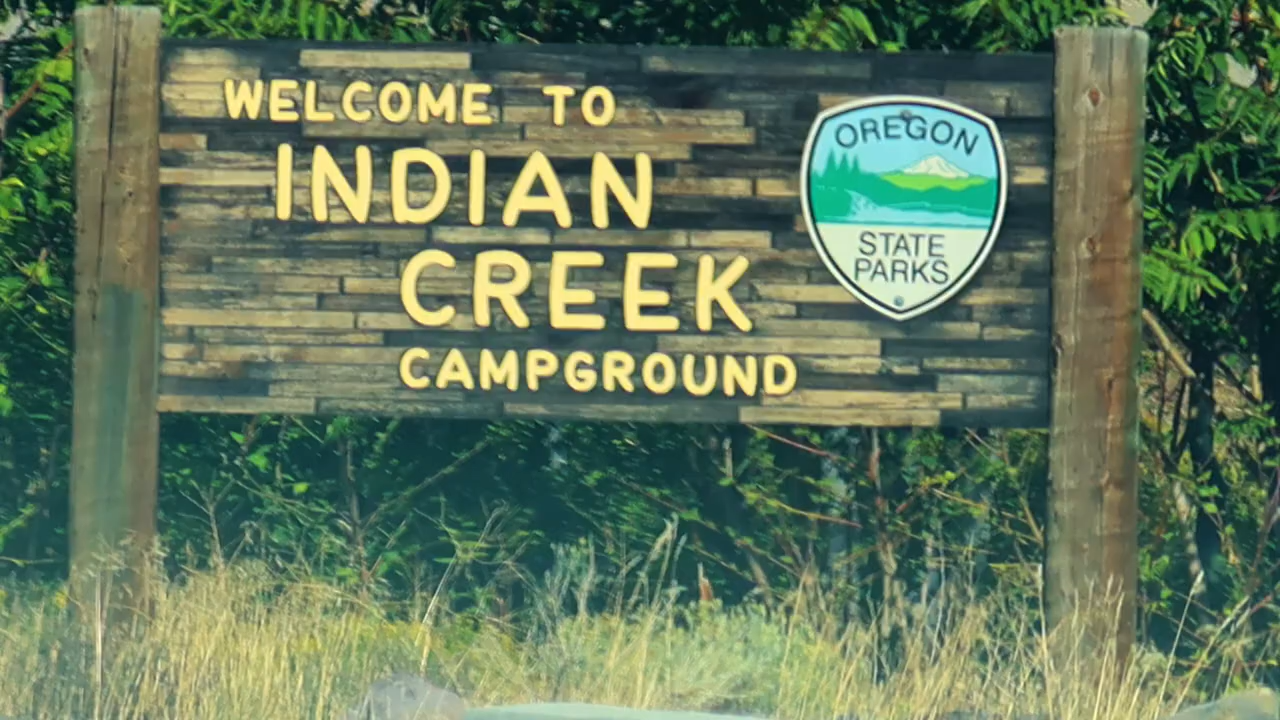 WELCOME TO
INDIAN
CREEK
CAMPGROUND
OREGON
STATE
PARKS